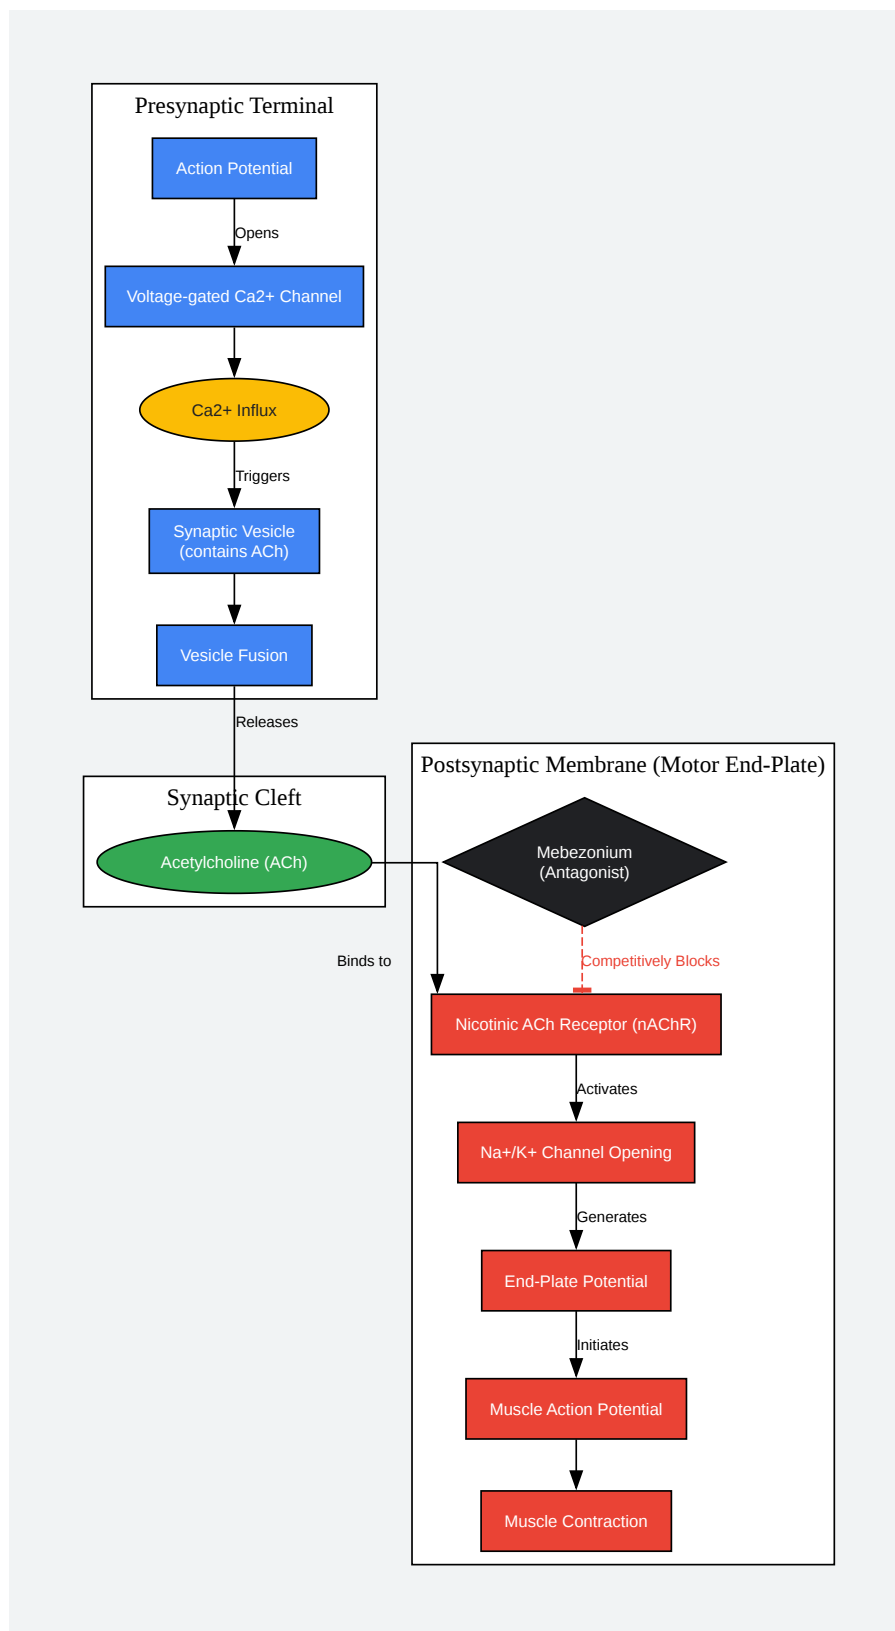 Presynaptic Terminal
Action Potential
Opens
Voltage-gated Ca2+ Channel
Ca2+ Influx
Triggers
Synaptic Vesicle
(contains ACh)
Vesicle Fusion
Releases
Synaptic Cleft
Acetylcholine (ACh)
Binds to
Postsynaptic Membrane (Motor End-Plate)
Mebezonium
(Antagonist)
Competitively Blocks
Nicotinic ACh Receptor (nAChR)
Activates
Na+/K+ Channel Opening
Generates
End-Plate Potential
Initiates
Muscle Action Potential
Muscle Contraction